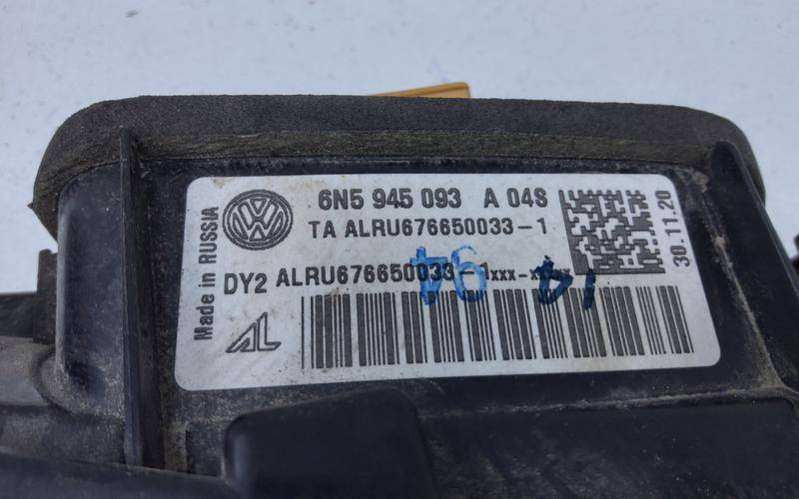 Made in RUSSIA
6N5 945 093 A 04S
TA ALRU676650033-1
DY2 ALRU676650033-1xxx-xxxx
AL
30.11.20
94
14